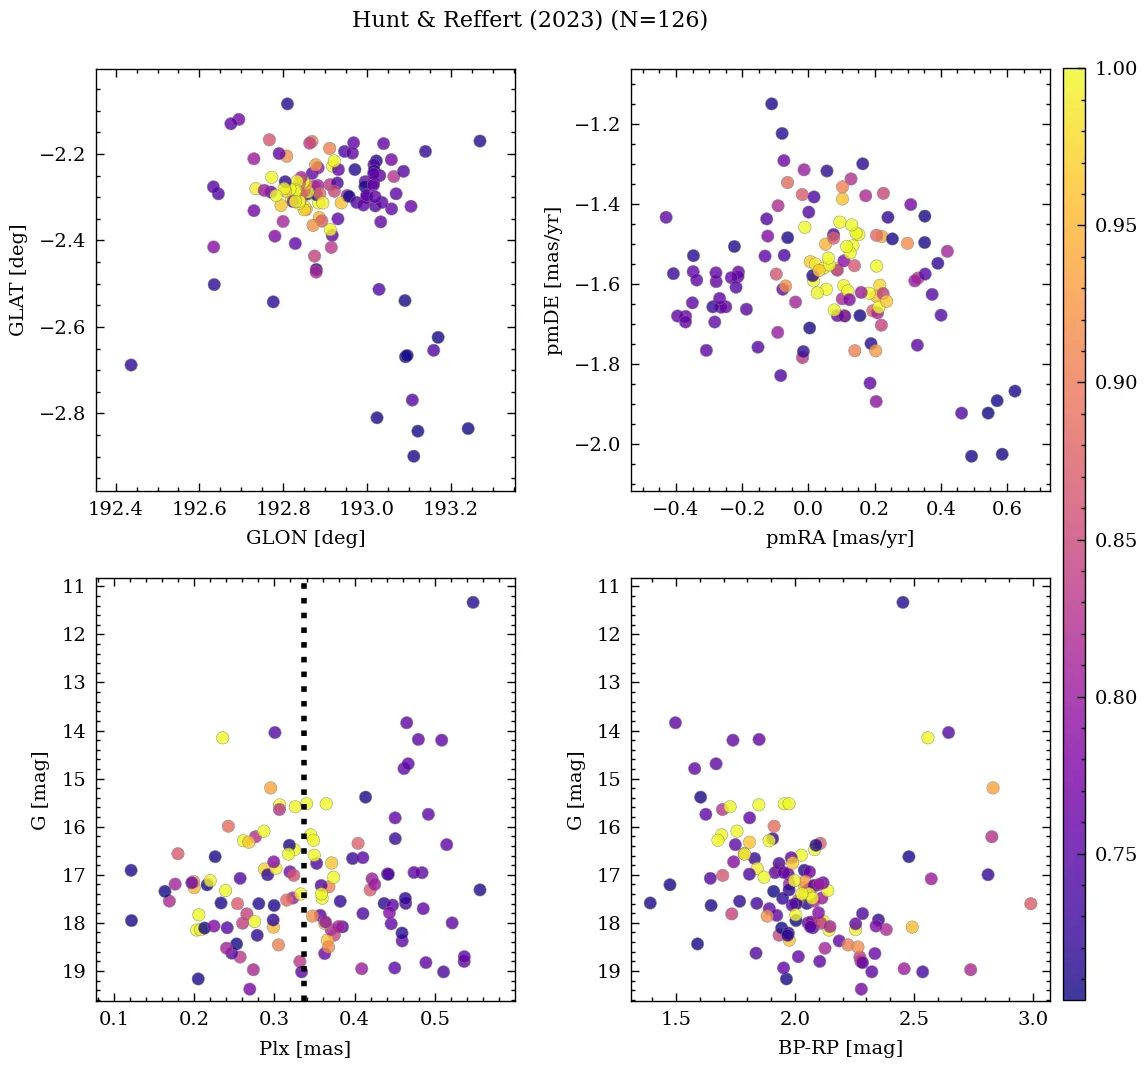 Hunt & Reffert (2023) (N=126)
−2.2
−2.4
−2.6
−2.8
GLAT [deg]
192.4 192.6 192.8 193.0 193.2
GLON [deg]
−1.2
−1.4
−1.6
−1.8
−2.0
pmDE [mas/yr]
−0.4 −0.2 0.0 0.2 0.4 0.6
pmRA [mas/yr]
11
12
13
14
15
16
17
18
19
G [mag]
0.1 0.2 0.3 0.4 0.5
Plx [mas]
11
12
13
14
15
16
17
18
19
G [mag]
1.5 2.0 2.5 3.0
BP-RP [mag]
1.00
0.95
0.90
0.85
0.80
0.75